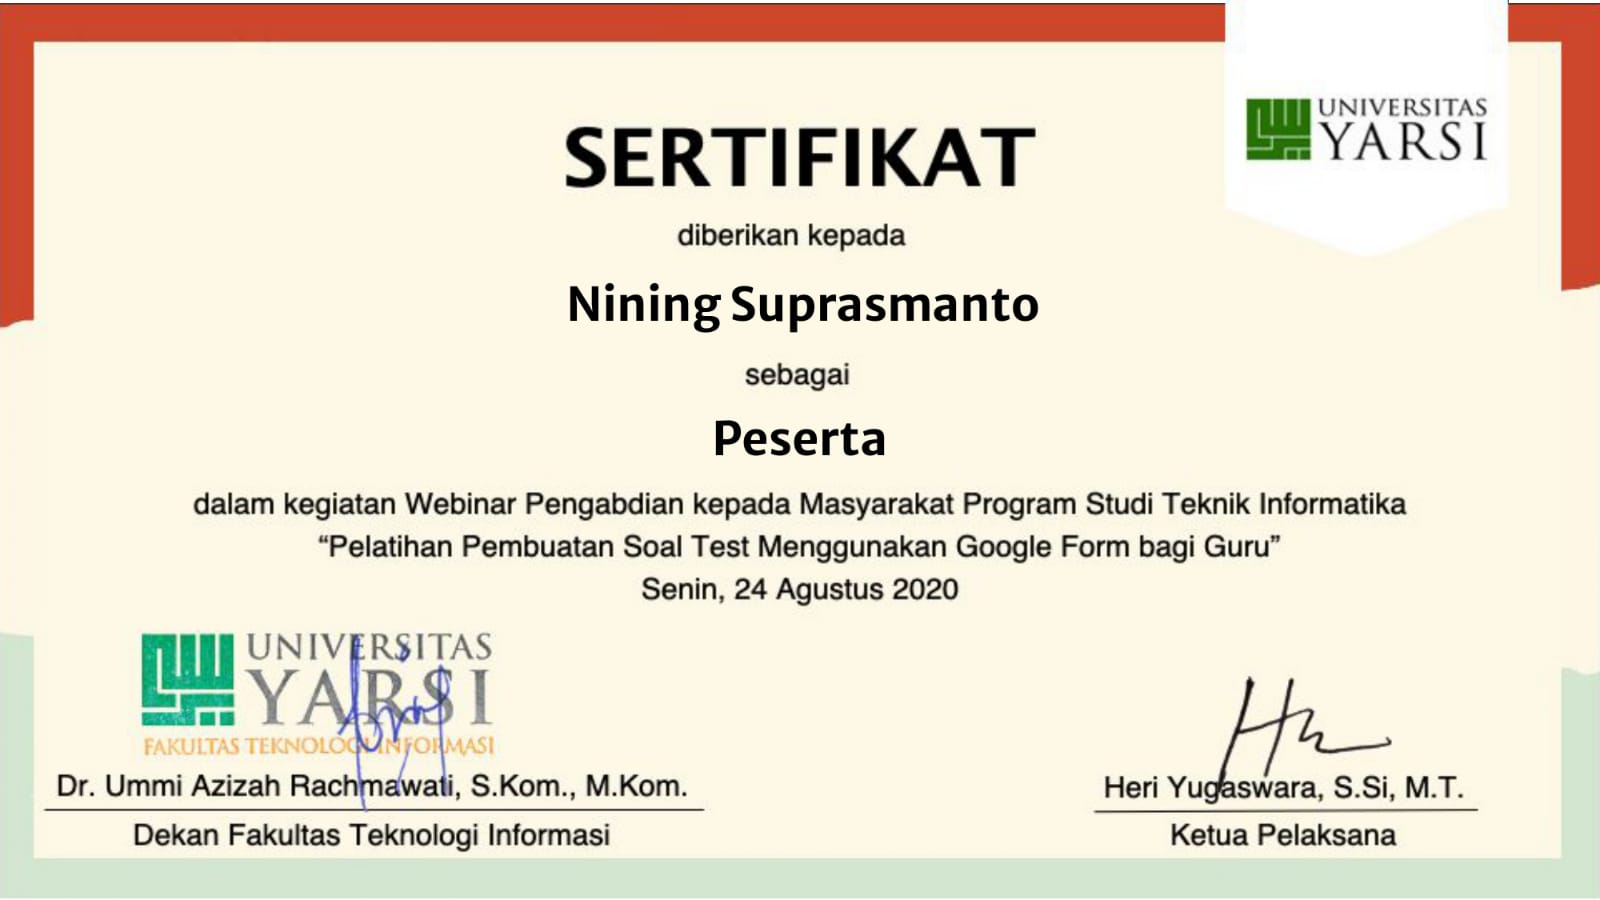 UNIVERSITAS
YARSI
SERTIFIKAT
diberikan kepada
Nining Suprasmanto
sebagai
Peserta
dalam kegiatan Webinar Pengabdian kepada Masyarakat Program Studi Teknik Informatika
“Pelatihan Pembuatan Soal Test Menggunakan Google Form bagi Guru”
Senin, 24 Agustus 2020
UNIVERSITAS
YARSI
FAKULTAS TEKNOLOGI INFORMASI
Dr. Ummi Azizah Rachmawati, S.Kom., M.Kom.
Dekan Fakultas Teknologi Informasi
Heri Yugaswara, S.Si, M.T.
Ketua Pelaksana